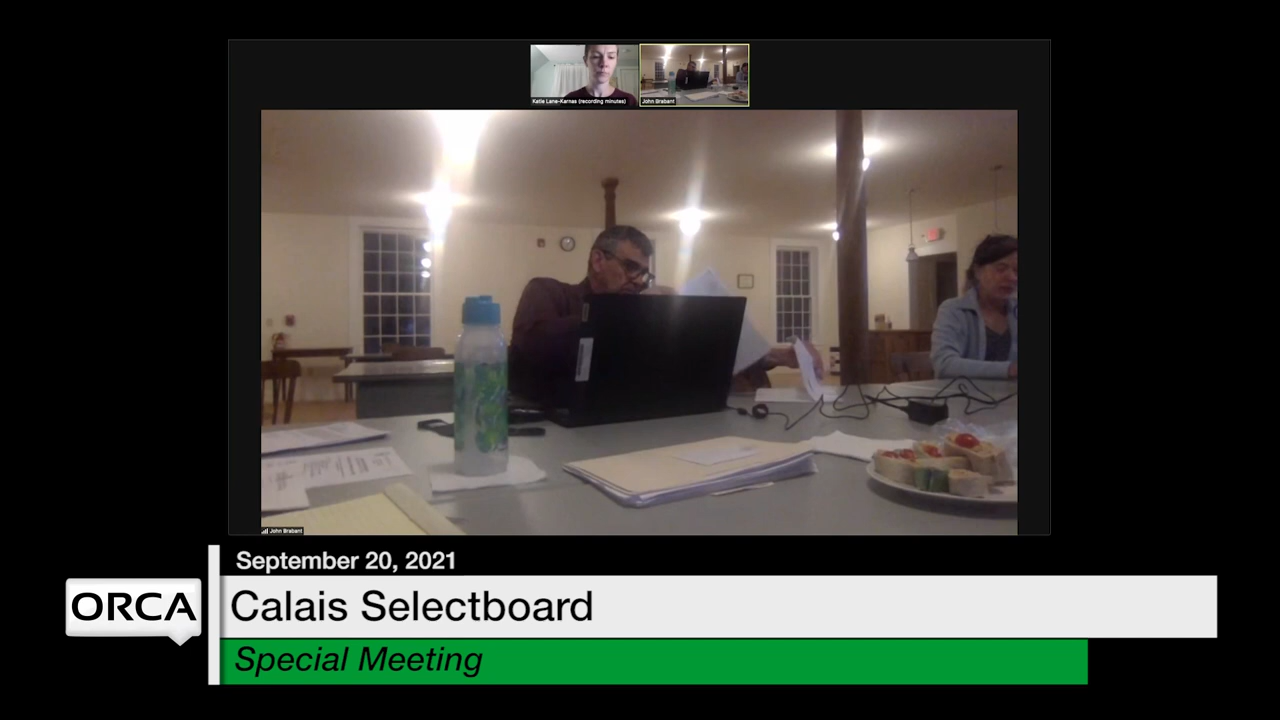 Katie Lane-Karnas (recording minutes)
John Brabant
John Brabant
September 20, 2021
ORCA
Calais Selectboard
Special Meeting